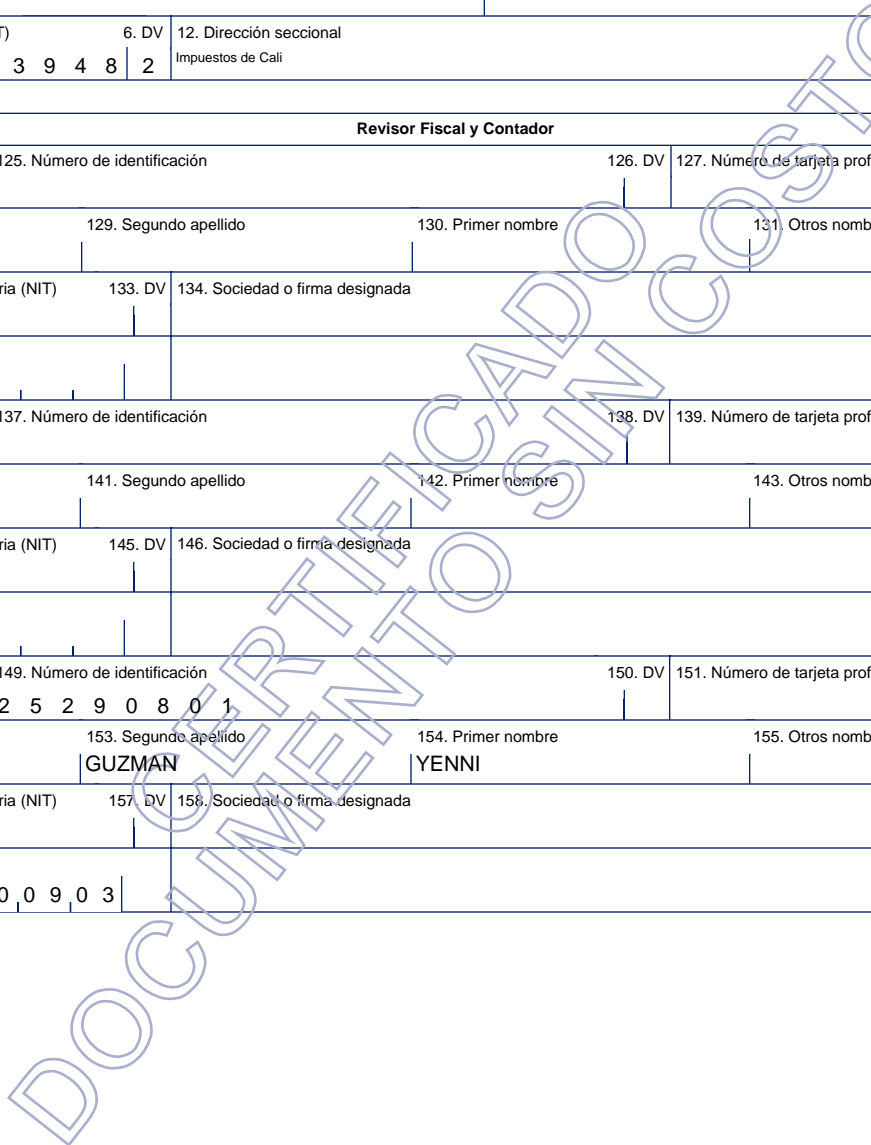 T) 6. DV 12. Dirección seccional
3 9 4 8 2 Impuestos de Cali
Revisor Fiscal y Contador
125. Número de identificación 126. DV 127. Número de tarjeta prof
129. Segundo apellido 130. Primer nombre 131. Otros nomb
ria (NIT) 133. DV 134. Sociedad o firma designada
137. Número de identificación 138. DV 139. Número de tarjeta prof
141. Segundo apellido 142. Primer nombre 143. Otros nomb
ria (NIT) 145. DV 146. Sociedad o firma designada
149. Número de identificación 150. DV 151. Número de tarjeta prof
2 5 2 9 0 8 0 1
153. Segundo apellido 154. Primer nombre 155. Otros nomb
GUZMAN YENNI
ria (NIT) 157. DV 158. Sociedad o firma designada
0 0 9 0 3
CERTIFICADO
DOCUMENTO SIN COSTO